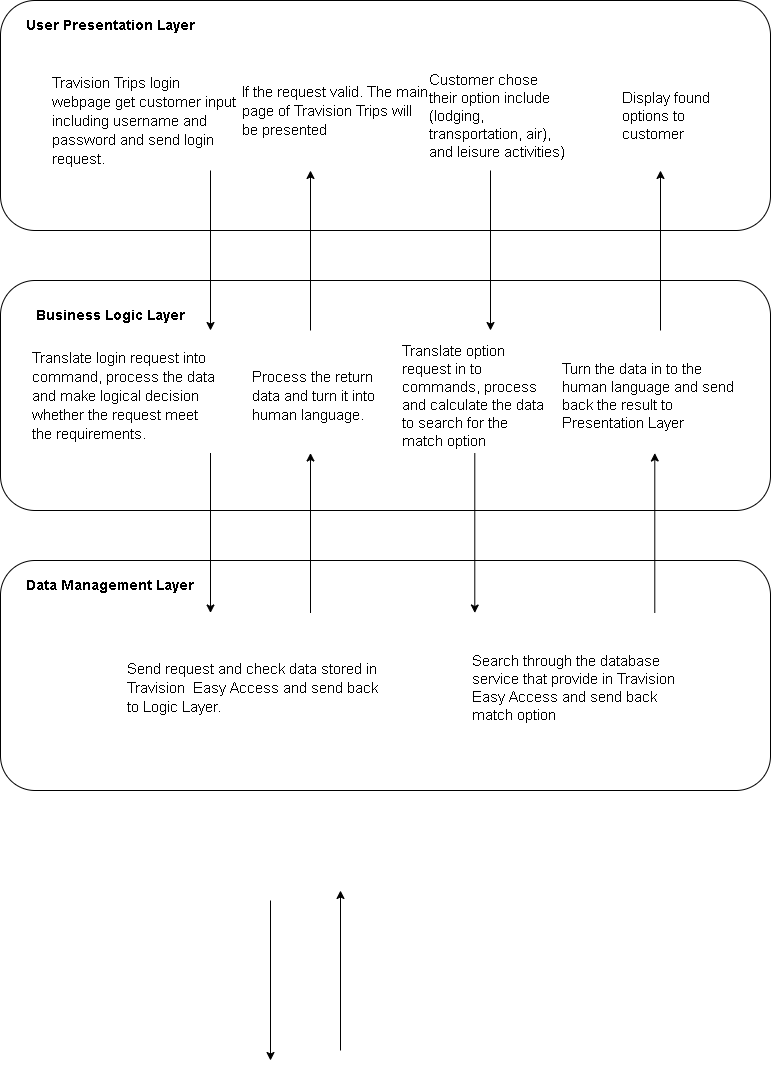 User Presentation Layer
Travision Trips login
webpage get customer input
including username and
password and send login
request.
If the request valid. The main
page of Travision Trips will
be presented
Customer chose
their option include
(lodging,
transportation, air),
and leisure activities)
Display found
options to
customer
Business Logic Layer
Translate login request into
command, process the data
and make logical decision
whether the request meet
the requirements.
Process the return
data and turn it into
human language.
Translate option
request in to
commands, process
and calculate the data
to search for the
match option
Turn the data in to the
human language and send
back the result to
Presentation Layer
Data Management Layer
Send request and check data stored in
Travision  Easy Access and send back
to Logic Layer.
Search through the database
service that provide in Travision
Easy Access and send back
match option